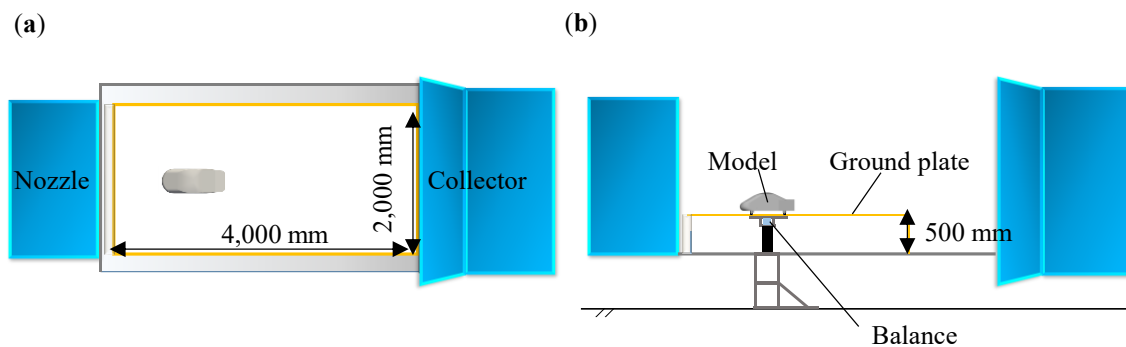 (a)
Nozzle
4,000 mm
2,000 mm
Collector
(b)
Model
Ground plate
500 mm
Balance